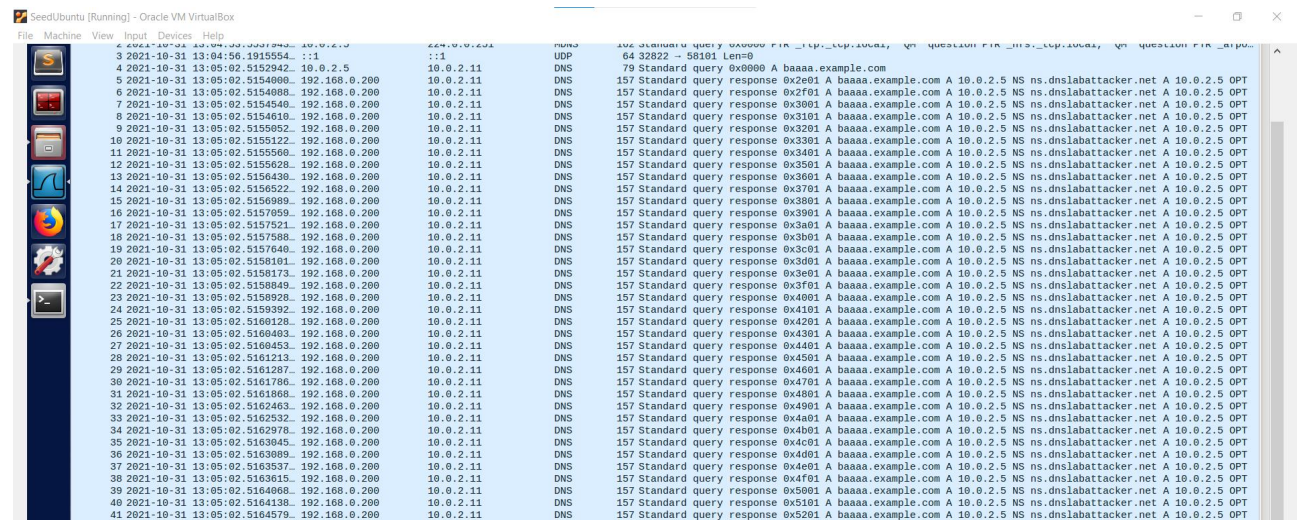 SeedUbuntu [Running] - Oracle VM VirtualBox
File Machine View Input Devices Help
2 2021-10-31 13:04:53.5537943… 10.0.2.5 224.0.0.251 MDNS 162 Standard query 0x0000 PTR _ftp._tcp.local, "QM" question PTR _nfs._tcp.local, "QM" question PTR _afpo…
3 2021-10-31 13:04:56.1915554… ::1 ::1 UDP 64 32822 → 58101 Len=0
4 2021-10-31 13:05:02.5152942… 10.0.2.5 10.0.2.11 DNS 79 Standard query 0x0000 A baaaa.example.com
5 2021-10-31 13:05:02.5154000… 192.168.0.200 10.0.2.11 DNS 157 Standard query response 0x2e01 A baaaa.example.com A 10.0.2.5 NS ns.dnslabattacker.net A 10.0.2.5 OPT
6 2021-10-31 13:05:02.5154088… 192.168.0.200 10.0.2.11 DNS 157 Standard query response 0x2f01 A baaaa.example.com A 10.0.2.5 NS ns.dnslabattacker.net A 10.0.2.5 OPT
7 2021-10-31 13:05:02.5154540… 192.168.0.200 10.0.2.11 DNS 157 Standard query response 0x3001 A baaaa.example.com A 10.0.2.5 NS ns.dnslabattacker.net A 10.0.2.5 OPT
8 2021-10-31 13:05:02.5154610… 192.168.0.200 10.0.2.11 DNS 157 Standard query response 0x3101 A baaaa.example.com A 10.0.2.5 NS ns.dnslabattacker.net A 10.0.2.5 OPT
9 2021-10-31 13:05:02.5155052… 192.168.0.200 10.0.2.11 DNS 157 Standard query response 0x3201 A baaaa.example.com A 10.0.2.5 NS ns.dnslabattacker.net A 10.0.2.5 OPT
10 2021-10-31 13:05:02.5155122… 192.168.0.200 10.0.2.11 DNS 157 Standard query response 0x3301 A baaaa.example.com A 10.0.2.5 NS ns.dnslabattacker.net A 10.0.2.5 OPT
11 2021-10-31 13:05:02.5155560… 192.168.0.200 10.0.2.11 DNS 157 Standard query response 0x3401 A baaaa.example.com A 10.0.2.5 NS ns.dnslabattacker.net A 10.0.2.5 OPT
12 2021-10-31 13:05:02.5155628… 192.168.0.200 10.0.2.11 DNS 157 Standard query response 0x3501 A baaaa.example.com A 10.0.2.5 NS ns.dnslabattacker.net A 10.0.2.5 OPT
13 2021-10-31 13:05:02.5156430… 192.168.0.200 10.0.2.11 DNS 157 Standard query response 0x3601 A baaaa.example.com A 10.0.2.5 NS ns.dnslabattacker.net A 10.0.2.5 OPT
14 2021-10-31 13:05:02.5156522… 192.168.0.200 10.0.2.11 DNS 157 Standard query response 0x3701 A baaaa.example.com A 10.0.2.5 NS ns.dnslabattacker.net A 10.0.2.5 OPT
15 2021-10-31 13:05:02.5156989… 192.168.0.200 10.0.2.11 DNS 157 Standard query response 0x3801 A baaaa.example.com A 10.0.2.5 NS ns.dnslabattacker.net A 10.0.2.5 OPT
16 2021-10-31 13:05:02.5157059… 192.168.0.200 10.0.2.11 DNS 157 Standard query response 0x3901 A baaaa.example.com A 10.0.2.5 NS ns.dnslabattacker.net A 10.0.2.5 OPT
17 2021-10-31 13:05:02.5157521… 192.168.0.200 10.0.2.11 DNS 157 Standard query response 0x3a01 A baaaa.example.com A 10.0.2.5 NS ns.dnslabattacker.net A 10.0.2.5 OPT
18 2021-10-31 13:05:02.5157588… 192.168.0.200 10.0.2.11 DNS 157 Standard query response 0x3b01 A baaaa.example.com A 10.0.2.5 NS ns.dnslabattacker.net A 10.0.2.5 OPT
19 2021-10-31 13:05:02.5157640… 192.168.0.200 10.0.2.11 DNS 157 Standard query response 0x3c01 A baaaa.example.com A 10.0.2.5 NS ns.dnslabattacker.net A 10.0.2.5 OPT
20 2021-10-31 13:05:02.5158101… 192.168.0.200 10.0.2.11 DNS 157 Standard query response 0x3d01 A baaaa.example.com A 10.0.2.5 NS ns.dnslabattacker.net A 10.0.2.5 OPT
21 2021-10-31 13:05:02.5158173… 192.168.0.200 10.0.2.11 DNS 157 Standard query response 0x3e01 A baaaa.example.com A 10.0.2.5 NS ns.dnslabattacker.net A 10.0.2.5 OPT
22 2021-10-31 13:05:02.5158849… 192.168.0.200 10.0.2.11 DNS 157 Standard query response 0x3f01 A baaaa.example.com A 10.0.2.5 NS ns.dnslabattacker.net A 10.0.2.5 OPT
23 2021-10-31 13:05:02.5158928… 192.168.0.200 10.0.2.11 DNS 157 Standard query response 0x4001 A baaaa.example.com A 10.0.2.5 NS ns.dnslabattacker.net A 10.0.2.5 OPT
24 2021-10-31 13:05:02.5159392… 192.168.0.200 10.0.2.11 DNS 157 Standard query response 0x4101 A baaaa.example.com A 10.0.2.5 NS ns.dnslabattacker.net A 10.0.2.5 OPT
25 2021-10-31 13:05:02.5160128… 192.168.0.200 10.0.2.11 DNS 157 Standard query response 0x4201 A baaaa.example.com A 10.0.2.5 NS ns.dnslabattacker.net A 10.0.2.5 OPT
26 2021-10-31 13:05:02.5160403… 192.168.0.200 10.0.2.11 DNS 157 Standard query response 0x4301 A baaaa.example.com A 10.0.2.5 NS ns.dnslabattacker.net A 10.0.2.5 OPT
27 2021-10-31 13:05:02.5160453… 192.168.0.200 10.0.2.11 DNS 157 Standard query response 0x4401 A baaaa.example.com A 10.0.2.5 NS ns.dnslabattacker.net A 10.0.2.5 OPT
28 2021-10-31 13:05:02.5161213… 192.168.0.200 10.0.2.11 DNS 157 Standard query response 0x4501 A baaaa.example.com A 10.0.2.5 NS ns.dnslabattacker.net A 10.0.2.5 OPT
29 2021-10-31 13:05:02.5161287… 192.168.0.200 10.0.2.11 DNS 157 Standard query response 0x4601 A baaaa.example.com A 10.0.2.5 NS ns.dnslabattacker.net A 10.0.2.5 OPT
30 2021-10-31 13:05:02.5161786… 192.168.0.200 10.0.2.11 DNS 157 Standard query response 0x4701 A baaaa.example.com A 10.0.2.5 NS ns.dnslabattacker.net A 10.0.2.5 OPT
31 2021-10-31 13:05:02.5161868… 192.168.0.200 10.0.2.11 DNS 157 Standard query response 0x4801 A baaaa.example.com A 10.0.2.5 NS ns.dnslabattacker.net A 10.0.2.5 OPT
32 2021-10-31 13:05:02.5162463… 192.168.0.200 10.0.2.11 DNS 157 Standard query response 0x4901 A baaaa.example.com A 10.0.2.5 NS ns.dnslabattacker.net A 10.0.2.5 OPT
33 2021-10-31 13:05:02.5162532… 192.168.0.200 10.0.2.11 DNS 157 Standard query response 0x4a01 A baaaa.example.com A 10.0.2.5 NS ns.dnslabattacker.net A 10.0.2.5 OPT
34 2021-10-31 13:05:02.5162978… 192.168.0.200 10.0.2.11 DNS 157 Standard query response 0x4b01 A baaaa.example.com A 10.0.2.5 NS ns.dnslabattacker.net A 10.0.2.5 OPT
35 2021-10-31 13:05:02.5163045… 192.168.0.200 10.0.2.11 DNS 157 Standard query response 0x4c01 A baaaa.example.com A 10.0.2.5 NS ns.dnslabattacker.net A 10.0.2.5 OPT
36 2021-10-31 13:05:02.5163089… 192.168.0.200 10.0.2.11 DNS 157 Standard query response 0x4d01 A baaaa.example.com A 10.0.2.5 NS ns.dnslabattacker.net A 10.0.2.5 OPT
37 2021-10-31 13:05:02.5163537… 192.168.0.200 10.0.2.11 DNS 157 Standard query response 0x4e01 A baaaa.example.com A 10.0.2.5 NS ns.dnslabattacker.net A 10.0.2.5 OPT
38 2021-10-31 13:05:02.5163615… 192.168.0.200 10.0.2.11 DNS 157 Standard query response 0x4f01 A baaaa.example.com A 10.0.2.5 NS ns.dnslabattacker.net A 10.0.2.5 OPT
39 2021-10-31 13:05:02.5164068… 192.168.0.200 10.0.2.11 DNS 157 Standard query response 0x5001 A baaaa.example.com A 10.0.2.5 NS ns.dnslabattacker.net A 10.0.2.5 OPT
40 2021-10-31 13:05:02.5164138… 192.168.0.200 10.0.2.11 DNS 157 Standard query response 0x5101 A baaaa.example.com A 10.0.2.5 NS ns.dnslabattacker.net A 10.0.2.5 OPT
41 2021-10-31 13:05:02.5164579… 192.168.0.200 10.0.2.11 DNS 157 Standard query response 0x5201 A baaaa.example.com A 10.0.2.5 NS ns.dnslabattacker.net A 10.0.2.5 OPT